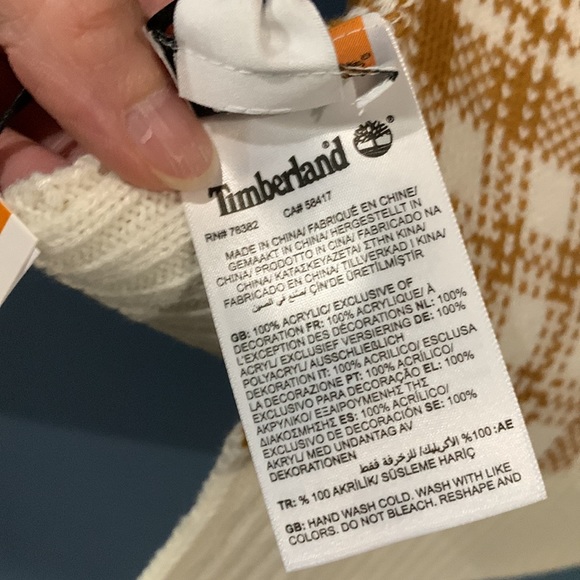 Timberland®
RN# 78382 CA# 58417
MADE IN CHINA/ FABRIQUÉ EN CHINE/
GEMAAKT IN CHINA/ HERGESTELLT IN
CHINA/ PRODOTTO IN CINA/ FABRICADO NA
CHINA/ ΚΑΤΑΣΚΕΥΑΖΕΤΑΙ ΣΤΗΝ ΚΙΝΑ/
FABRICADO EN CHINA/ TILLVERKAD I KINA/
صنع في الصين/ ÇİN'DE ÜRETİLMİŞTİR
GB: 100% ACRYLIC/ EXCLUSIVE OF
DECORATION FR: 100% ACRYLIQUE/ À
L'EXCEPTION DES DÉCORATIONS NL: 100%
ACRYL/ EXCLUSIEF VERSIERING DE: 100%
POLYACRYL/ AUSSCHLIEßLICH
DEKORATION IT: 100% ACRILICO/ ESCLUSA
LA DECORAZIONE PT: 100% ACRÍLICO/
EXCLUSIVO PARA DECORAÇÃO EL: 100%
ΑΚΡΥΛΙΚΟ/ ΕΞΑΙΡΟΥΜΕΝΗΣ ΤΗΣ
ΔΙΑΚΟΣΜΗΣΗΣ ES: 100% ACRÍLICO/
EXCLUSIVO DE DECORACIÓN SE: 100%
AKRYL/ MED UNDANTAG AV
DEKORATIONEN
AE: 100% الأكريليك/ للزخرفة فقط
TR: % 100 AKRİLİK/ SÜSLEME HARİÇ
GB: HAND WASH COLD. WASH WITH LIKE
COLORS. DO NOT BLEACH. RESHAPE AND